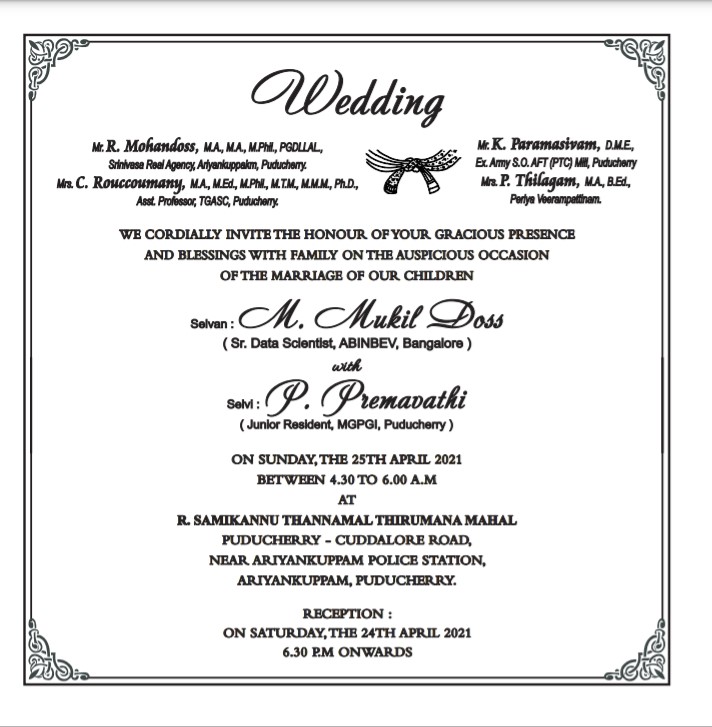 Wedding
Mr. R. Mohandoss, M.A., M.A., M.Phil., PGDLLAL.,
Srinivasa Real Agency, Ariyankuppakm, Puducherry.
Mrs. C. Rouccoumany, M.A., M.Ed., M.Phil., M.T.M., M.M.M., Ph.D.,
Asst. Professor, TGASC, Puducherry.
Mr. K. Paramasivam, D.M.E.,
Ex. Army S.O. AFT (PTC) Mill, Puducherry
Mrs. P. Thilagam, M.A., B.Ed.,
Periya Veerampattinam.
WE CORDIALLY INVITE THE HONOUR OF YOUR GRACIOUS PRESENCE
AND BLESSINGS WITH FAMILY ON THE AUSPICIOUS OCCASION
OF THE MARRIAGE OF OUR CHILDREN
Selvan : M. Mukil Doss
( Sr. Data Scientist, ABINBEV, Bangalore )
with
Selvi : P. Premavathi
( Junior Resident, MGPGI, Puducherry )
ON SUNDAY, THE 25TH APRIL 2021
BETWEEN 4.30 TO 6.00 A.M
AT
R. SAMIKANNU THANNAMAL THIRUMANA MAHAL
PUDUCHERRY – CUDDALORE ROAD,
NEAR ARIYANKUPPAM POLICE STATION,
ARIYANKUPPAM, PUDUCHERRY.
RECEPTION :
ON SATURDAY, THE 24TH APRIL 2021
6.30 P.M ONWARDS